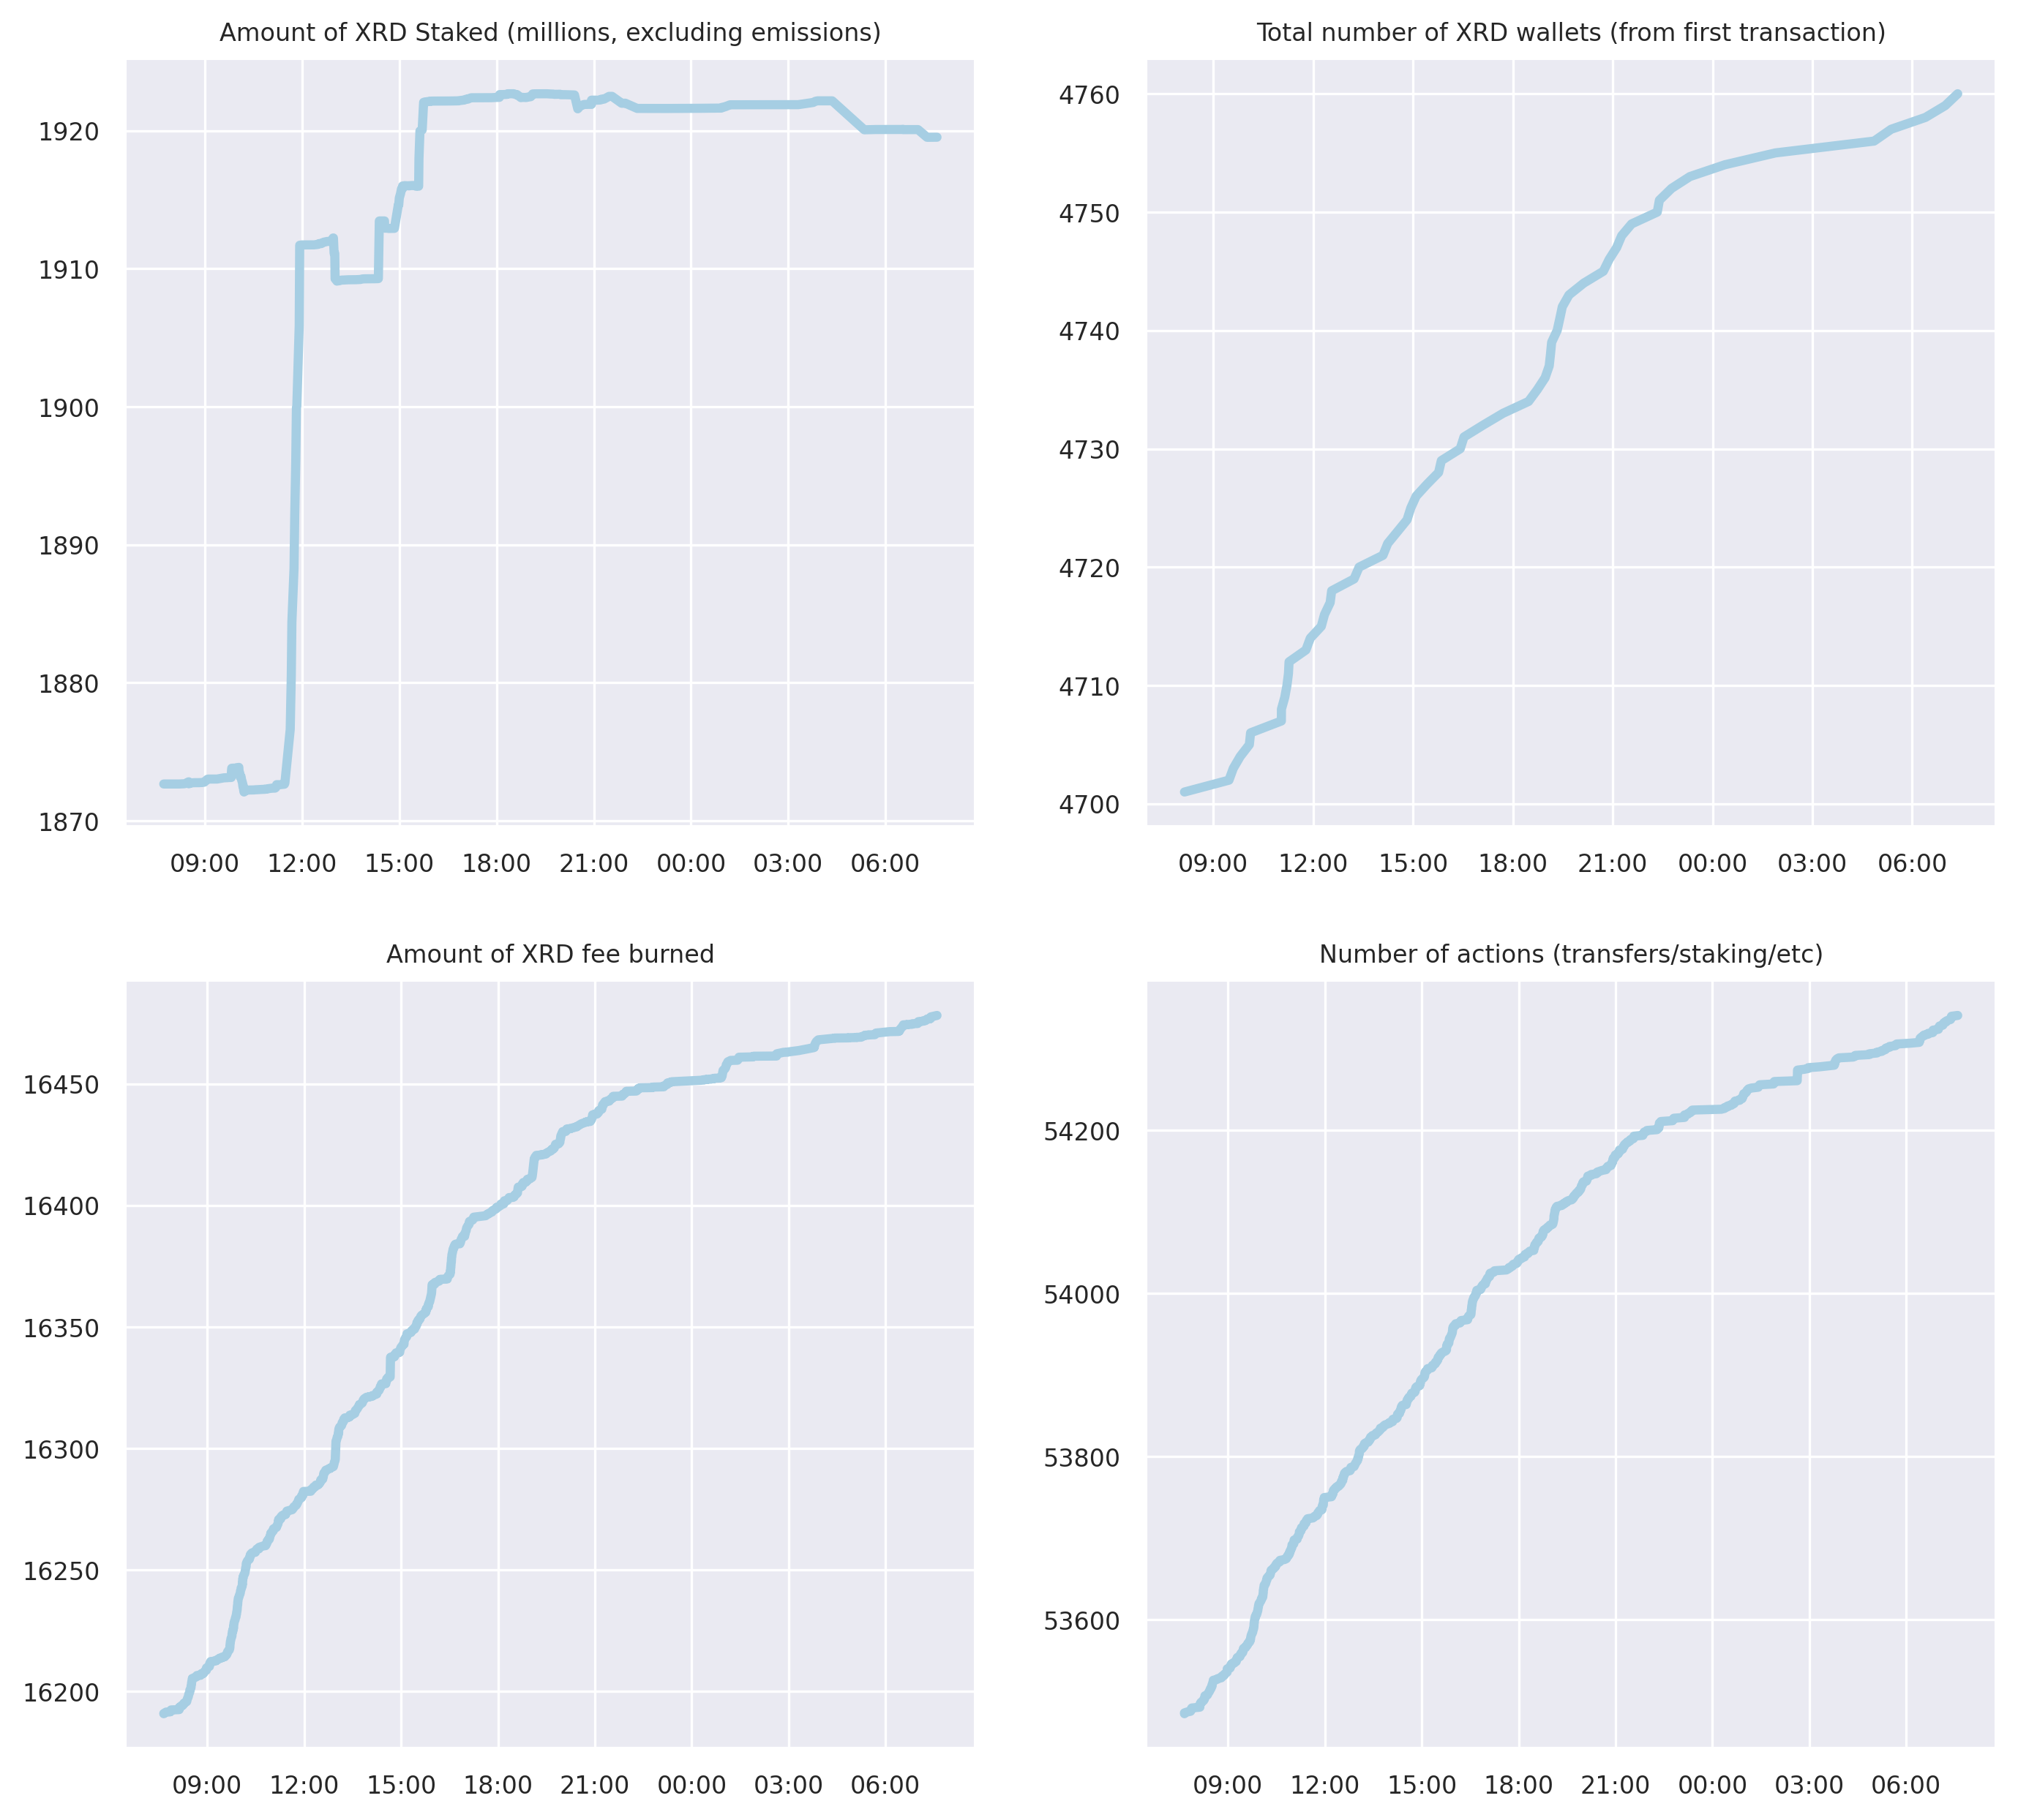 Amount of XRD Staked (millions, excluding emissions)
1920
1910
1900
1890
1880
1870
09:00 12:00 15:00 18:00 21:00 00:00 03:00 06:00
Total number of XRD wallets (from first transaction)
4760
4750
4740
4730
4720
4710
4700
09:00 12:00 15:00 18:00 21:00 00:00 03:00 06:00
Amount of XRD fee burned
16450
16400
16350
16300
16250
16200
09:00 12:00 15:00 18:00 21:00 00:00 03:00 06:00
Number of actions (transfers/staking/etc)
54200
54000
53800
53600
09:00 12:00 15:00 18:00 21:00 00:00 03:00 06:00